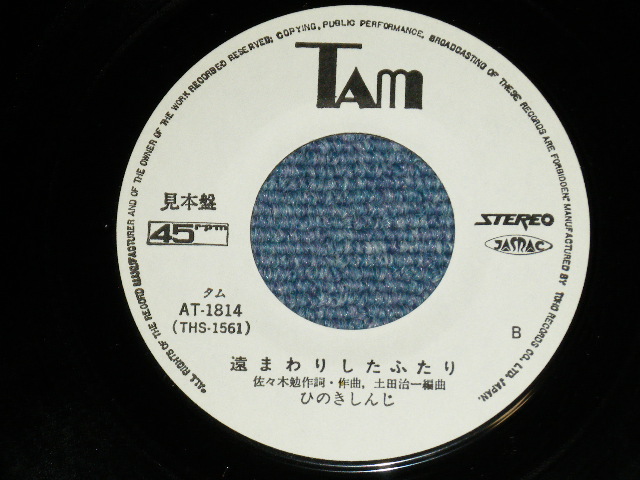 TAM
"ALL RIGHTS OF THE RECORD MANUFACTURER AND OF THE OWNER OF THE WORK RECORDED RESERVED; COPYING, PUBLIC PERFORMANCE, BROADCASTING OF THESE RECORDS ARE FORBIDDEN" MANUFACTURED BY TOHO RECORDS CO., LTD. JAPAN.
見本盤
45rpm
STEREO
JASRAC
タム
AT-1814
(THS-1561)
B
遠まわりしたふたり
佐々木勉作詞・作曲,土田治一編曲
ひのきしんじ